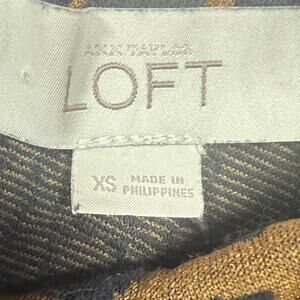 ANN TAYLOR
LOFT
XS MADE IN
PHILIPPINES